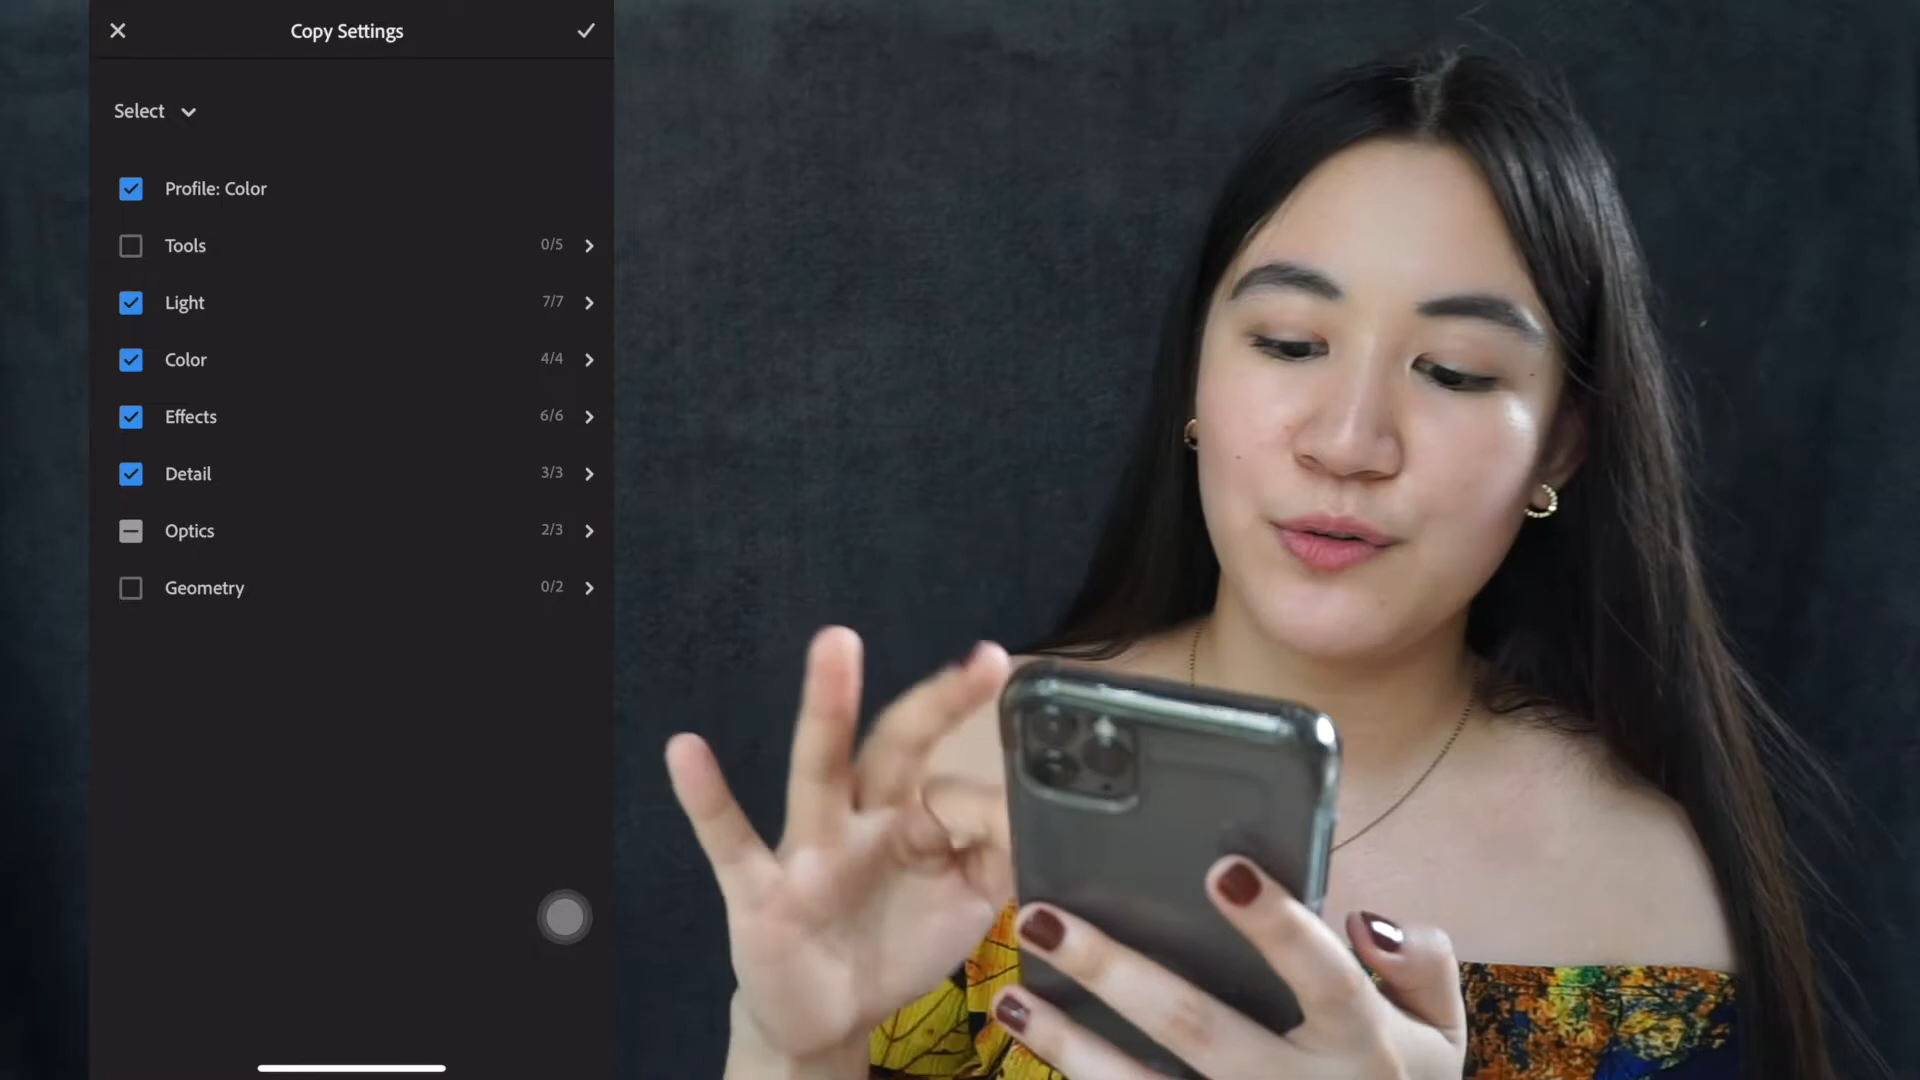 Copy Settings
Select
Profile: Color
Tools 0/5
Light 7/7
Color 4/4
Effects 6/6
Detail 3/3
Optics 2/3
Geometry 0/2